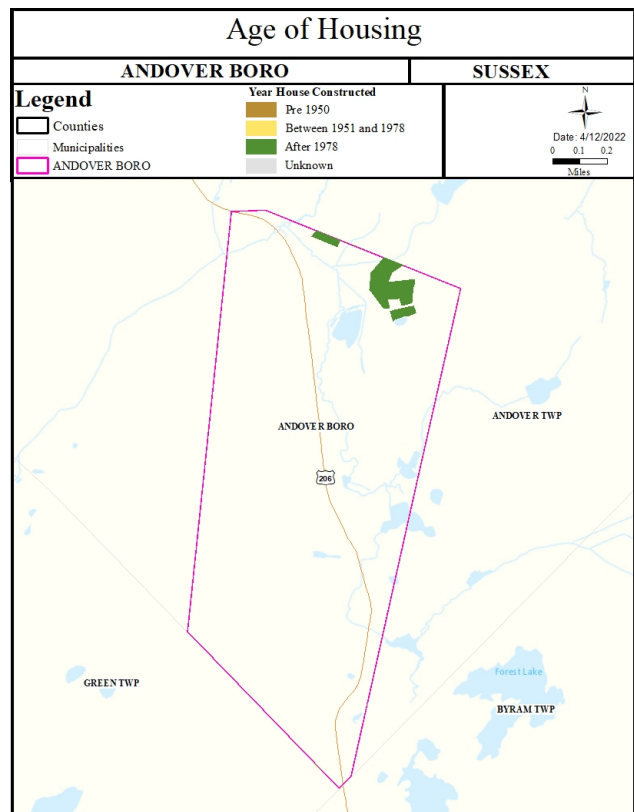 Age of Housing
ANDOVER BORO
SUSSEX
Legend
Counties
Municipalities
ANDOVER BORO
Year House Constructed
Pre 1950
Between 1951 and 1978
After 1978
Unknown
N
Date: 4/12/2022
0 0.1 0.2
Miles
ANDOVER TWP
ANDOVER BORO
206
Forest Lake
GREEN TWP
BYRAM TWP